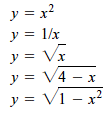 y = x²
y = 1/x
y = √x
y = √4 − x
y = √1 − x²